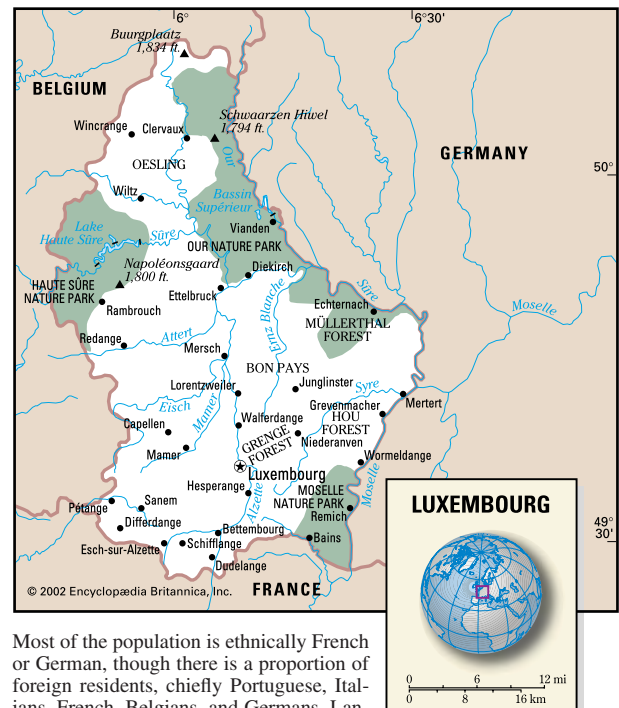 6°
6°30'
Buurgplaatz
1,834 ft.
BELGIUM
Schwaarzen Hiwel
1,794 ft.
Wincrange
Clervaux
GERMANY
OESLING
Our
50°
Wiltz
Bassin
Supérieur
Lake
Haute Sûre
Sûre
Vianden
OUR NATURE PARK
Napoléonsgaard
1,800 ft.
Diekirch
HAUTE SÛRE
NATURE PARK
Ettelbruck
Ernz Blanche
Sûre
Rambrouch
Echternach
Moselle
MÜLLERTHAL
FOREST
Redange
Attert
Mersch
BON PAYS
Lorentzweiler
Junglinster
Syre
Eisch
Mamer
Grevenmacher
Mertert
Capellen
Walferdange
HOU
FOREST
GRENGE
FOREST
Niederanven
Mamer
Wormeldange
Luxembourg
Moselle
Hesperange
Alzette
MOSELLE
NATURE PARK
Pétange
Sanem
Remich
Differdange
Bettembourg
49°
30'
Esch-sur-Alzette
Schifflange
Bains
Dudelange
© 2002 Encyclopædia Britannica, Inc.
FRANCE
LUXEMBOURG
0 6 12 mi
0 8 16 km
Most of the population is ethnically French
or German, though there is a proportion of
foreign residents, chiefly Portuguese, Ital-
ians, French, Belgians, and Germans. Lan-